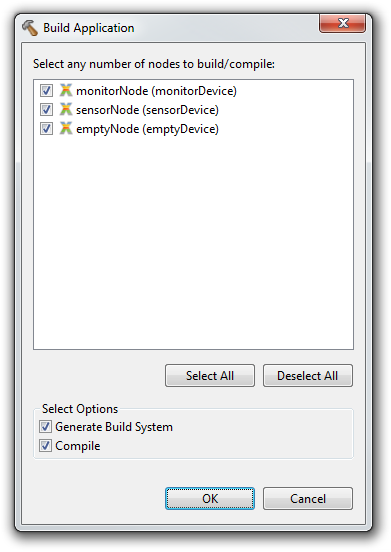 Build Application
Select any number of nodes to build/compile:
monitorNode (monitorDevice)
sensorNode (sensorDevice)
emptyNode (emptyDevice)
Select All
Deselect All
Select Options
Generate Build System
Compile
OK
Cancel